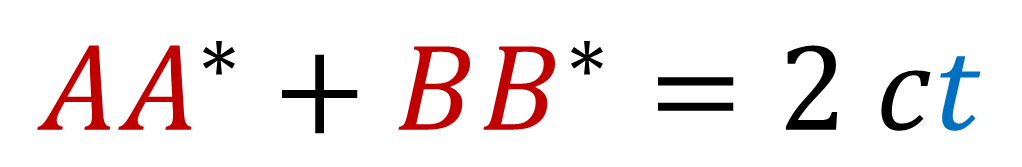 AA* + BB* = 2 ct